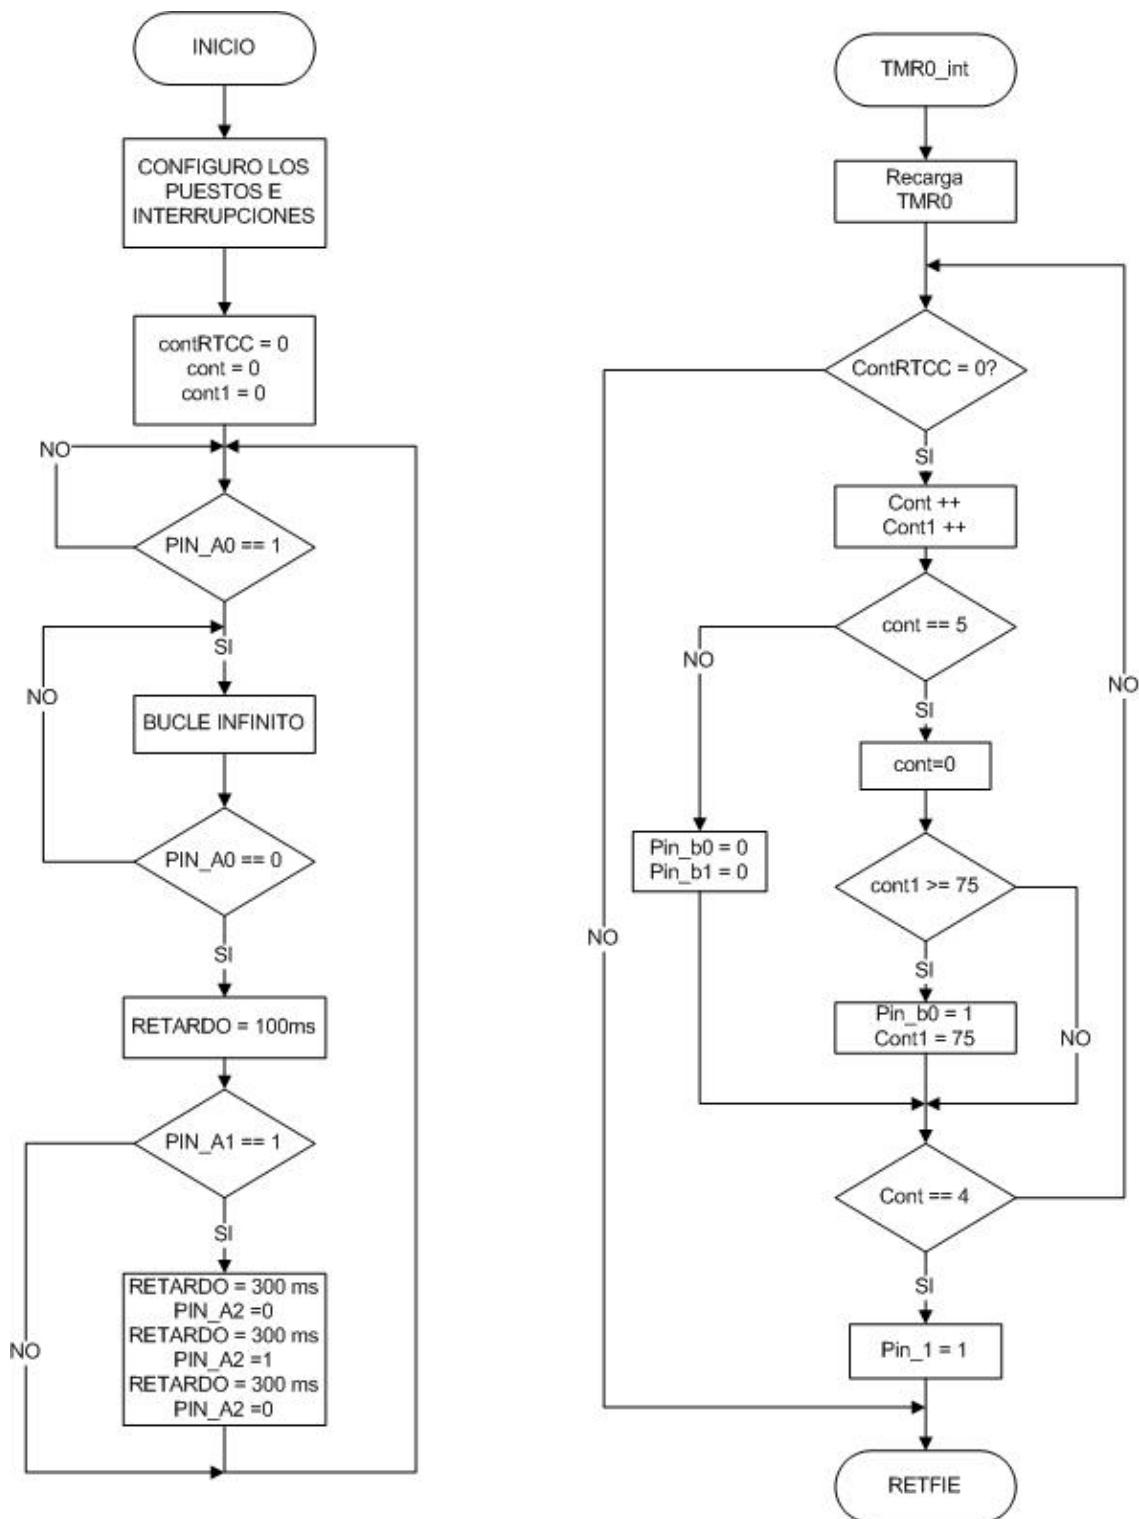 INICIO
CONFIGURO LOS
PUESTOS E
INTERRUPCIONES
contRTCC = 0
cont = 0
cont1 = 0
NO
PIN_A0 == 1
SI
NO
BUCLE INFINITO
PIN_A0 == 0
SI
RETARDO = 100ms
PIN_A1 == 1
SI
RETARDO = 300 ms
PIN_A2 =0
RETARDO = 300 ms
PIN_A2 =1
RETARDO = 300 ms
PIN_A2 =0
NO
TMR0_int
Recarga
TMR0
ContRTCC = 0?
SI
Cont ++
Cont1 ++
cont == 5
NO
NO
SI
cont=0
Pin_b0 = 0
Pin_b1 = 0
cont1 >= 75
NO
SI
Pin_b0 = 1
Cont1 = 75
NO
Cont == 4
SI
Pin_1 = 1
RETFIE